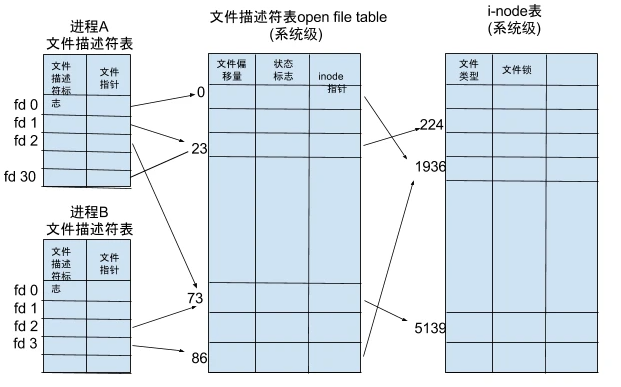 进程A
文件描述符表
文件
描述
符标
志
文件
指针
fd 0
fd 1
fd 2
fd 30
进程B
文件描述符表
文件
描述
符标
志
文件
指针
fd 0
fd 1
fd 2
fd 3
文件描述符表open file table
(系统级)
文件偏
移量
状态
标志
inode
指针
0
23
73
86
i-node表
(系统级)
文件
类型
文件锁
224
1936
5139